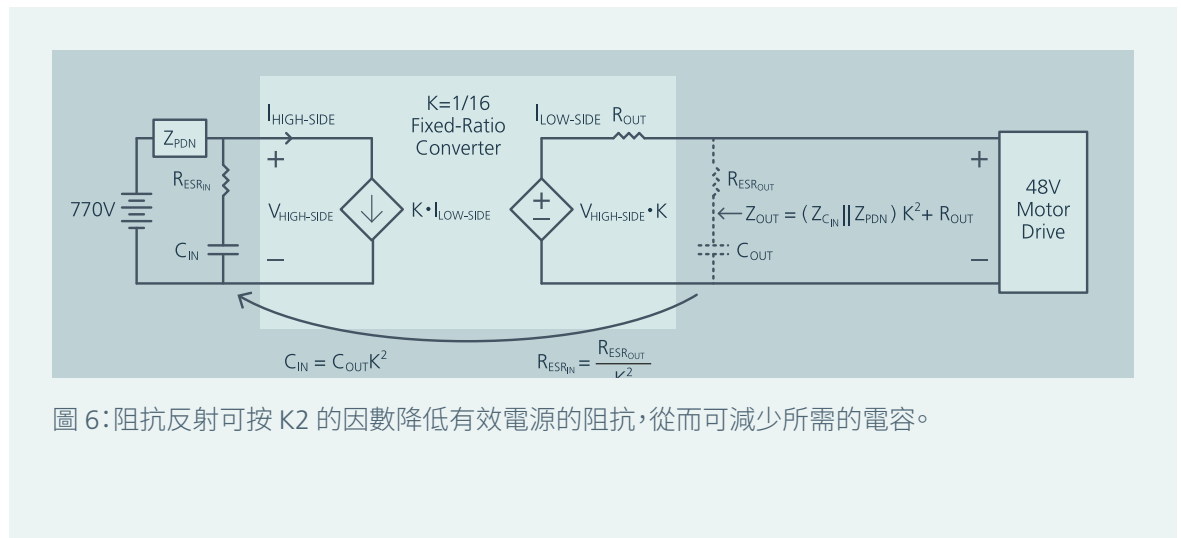 K=1/16
Fixed-Ratio
Converter
I_HIGH-SIDE
I_LOW-SIDE R_OUT
Z_PDN
+
+
R_ESR_IN
R_ESR_OUT
770V
V_HIGH-SIDE
K•I_LOW-SIDE
+
−
V_HIGH-SIDE•K
←Z_OUT = (Z_C_IN||Z_PDN) K²+ R_OUT
48V
Motor
Drive
C_IN
−
C_OUT
−
C_IN = C_OUTK²
R_ESR_IN = R_ESR_OUT
K²
圖 6:阻抗反射可按 K2 的因數降低有效電源的阻抗,從而可減少所需的電容。